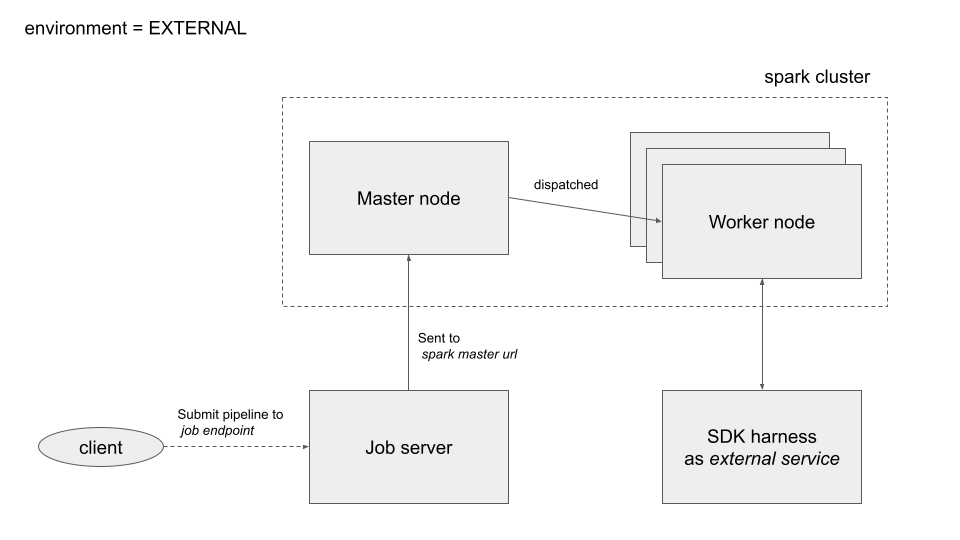 environment = EXTERNAL
spark cluster
Master node
dispatched
Worker node
Sent to
spark master url
Submit pipeline to
job endpoint
client
Job server
SDK harness
as external service